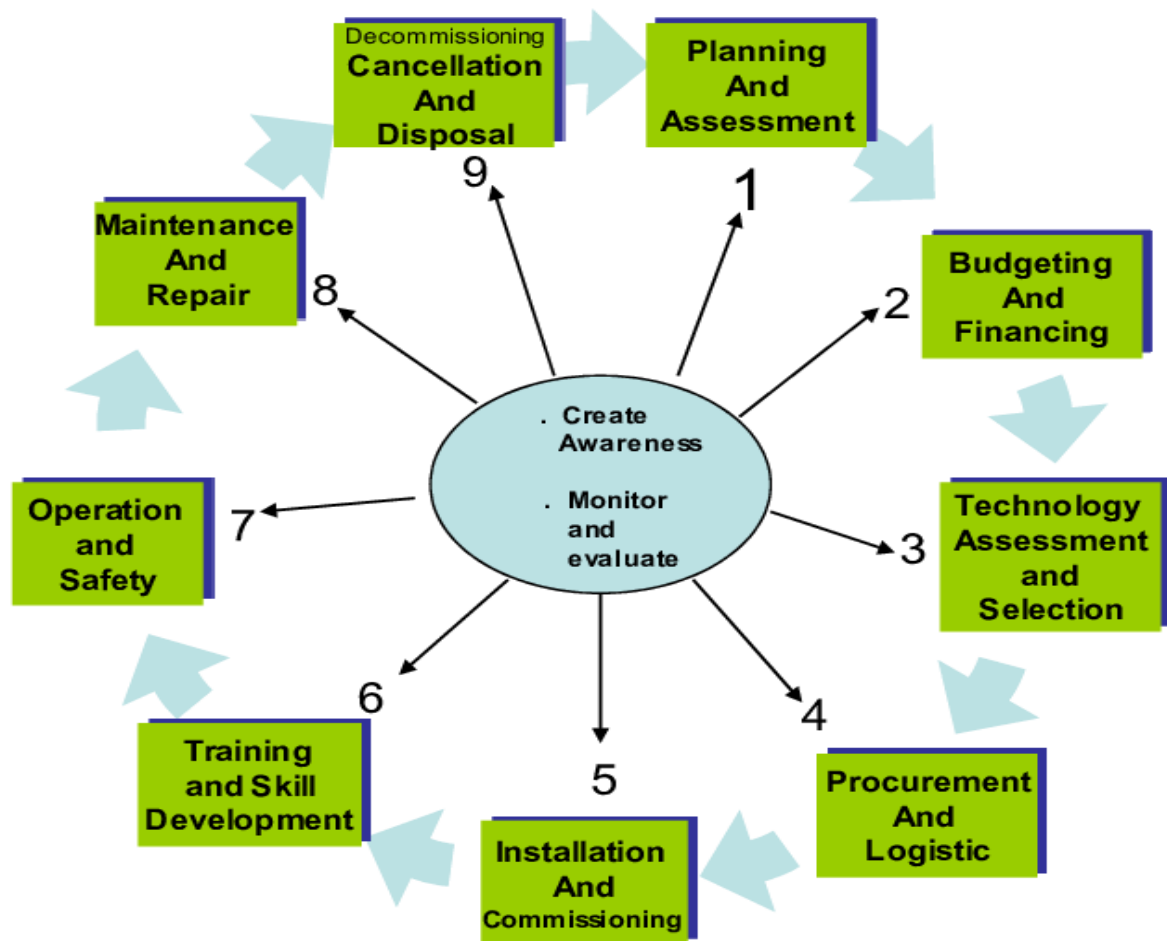 Decommissioning
Cancellation
And
Disposal
9
Planning
And
Assessment
1
Budgeting
And
Financing
2
Technology
Assessment
and
Selection
3
Procurement
And
Logistic
4
Installation
And
Commissioning
5
Training
and Skill
Development
6
Operation
and
Safety
7
Maintenance
And
Repair
8
. Create
Awareness
. Monitor
and
evaluate